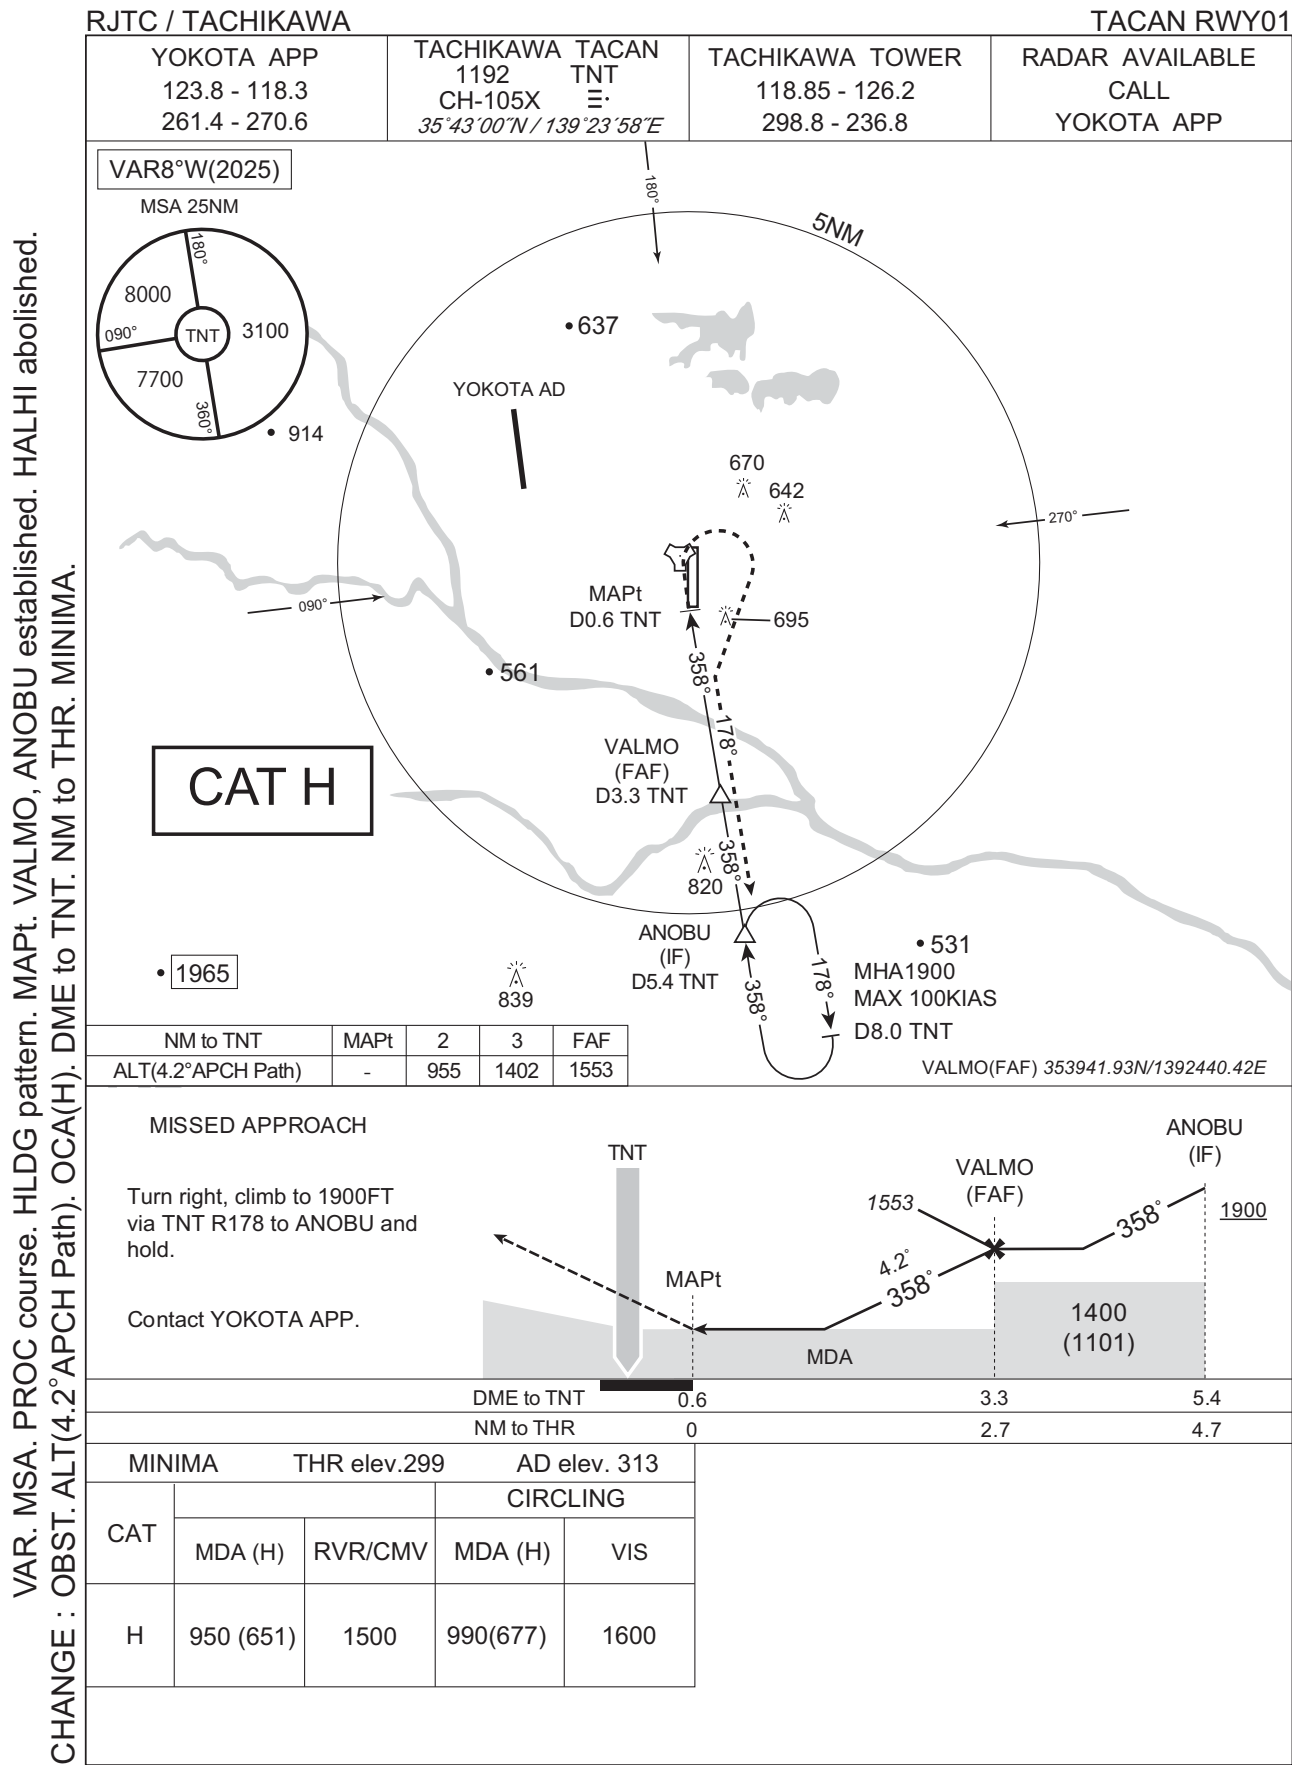 RJTC / TACHIKAWA
TACAN RWY01
YOKOTA APP
123.8 - 118.3
261.4 - 270.6
TACHIKAWA TACAN
1192 TNT
CH-105X
35°43´00˝N / 139°23´58˝E
TACHIKAWA TOWER
118.85 - 126.2
298.8 - 236.8
RADAR AVAILABLE
CALL
YOKOTA APP
VAR8°W(2025)
MSA 25NM
180°
8000
090°
TNT
3100
7700
360°
914
180°
5NM
637
YOKOTA AD
670
642
270°
090°
MAPt
D0.6 TNT
695
358°
561
178°
VALMO
(FAF)
D3.3 TNT
CAT H
358°
820
ANOBU
(IF)
D5.4 TNT
531
1965
839
358°
178°
MHA1900
MAX 100KIAS
D8.0 TNT
NM to TNT MAPt 2 3 FAF
ALT(4.2°APCH Path) - 955 1402 1553
VALMO(FAF) 353941.93N/1392440.42E
MISSED APPROACH
Turn right, climb to 1900FT
via TNT R178 to ANOBU and
hold.
Contact YOKOTA APP.
TNT
MAPt
1553
VALMO
(FAF)
ANOBU
(IF)
1900
358°
4.2°
358°
1400
(1101)
MDA
DME to TNT 0.6 3.3 5.4
NM to THR 0 2.7 4.7
MINIMA THR elev.299 AD elev. 313
CAT
CIRCLING
MDA (H) RVR/CMV MDA (H) VIS
H 950 (651) 1500 990(677) 1600
VAR. MSA. PROC course. HLDG pattern. MAPt. VALMO, ANOBU established. HALHI abolished.
CHANGE : OBST. ALT(4.2°APCH Path). OCA(H). DME to TNT. NM to THR. MINIMA.